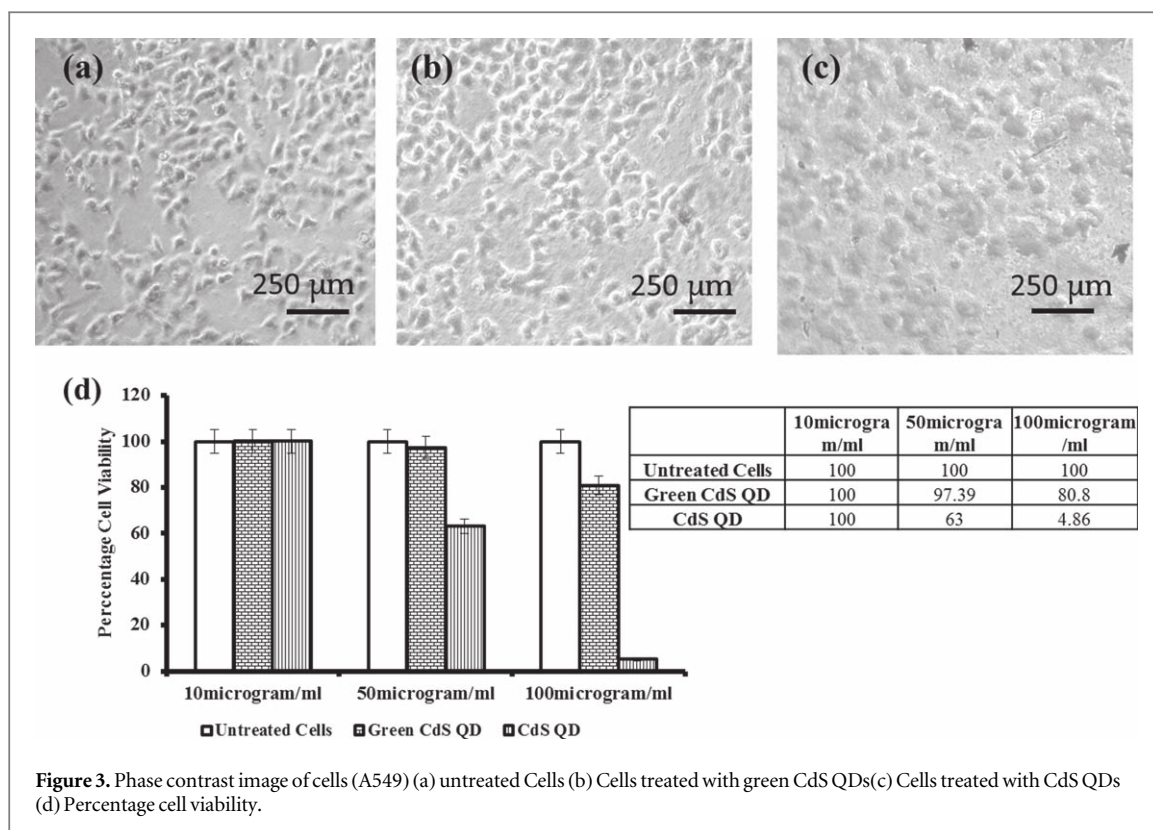 (a)
(b)
(c)
250 µm
250 µm
250 µm
(d)
120
100
80
60
40
20
0
Perccentage Cell Viability
10microgram/ml 50microgram/ml 100microgram/ml
Untreated Cells Green CdS QD CdS QD
10microgra 50microgra 100microgram
m/ml m/ml /ml
Untreated Cells 100 100 100
Green CdS QD 100 97.39 80.8
CdS QD 100 63 4.86
Figure 3. Phase contrast image of cells (A549) (a) untreated Cells (b) Cells treated with green CdS QDs(c) Cells treated with CdS QDs
(d) Percentage cell viability.